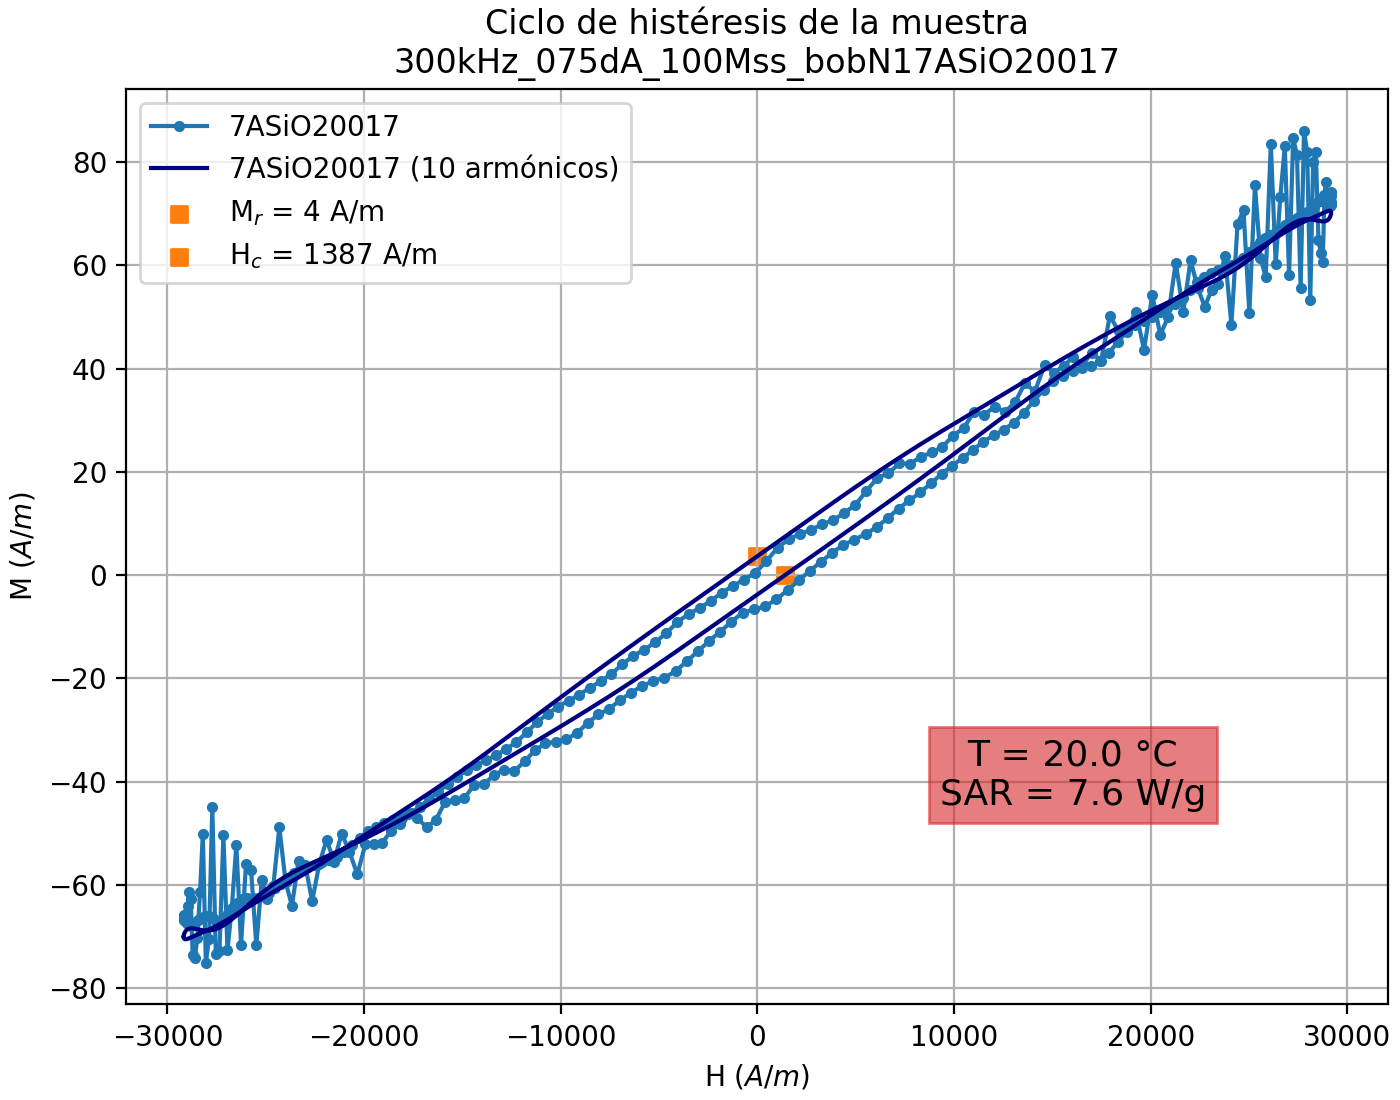 Ciclo de histéresis de la muestra
300kHz_075dA_100Mss_bobN17ASiO20017
7ASiO20017
7ASiO20017 (10 armónicos)
Mᵣ = 4 A/m
H_c = 1387 A/m
M (A/m)
80
60
40
20
0
−20
−40
−60
−80
T = 20.0 °C
SAR = 7.6 W/g
−30000 −20000 −10000 0 10000 20000 30000
H (A/m)